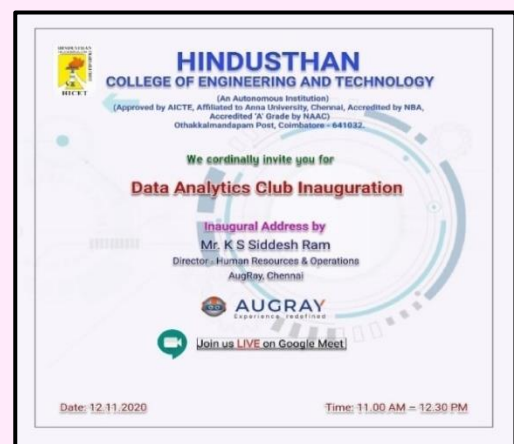 HINDUSTHAN
COLLEGE OF ENGINEERING AND TECHNOLOGY
(An Autonomous Institution)
(Approved by AICTE, Affiliated to Anna University, Chennai, Accredited by NBA,
Accredited 'A' Grade by NAAC)
Othakkalmandapam Post, Coimbatore - 641032.
HICET
We cordinally invite you for
Data Analytics Club Inauguration
Inaugural Address by
Mr. K S Siddesh Ram
Director - Human Resources & Operations
AugRay, Chennai
AUGRAY
Experience redefined
Join us LIVE on Google Meet
Date: 12.11.2020
Time: 11.00 AM – 12.30 PM